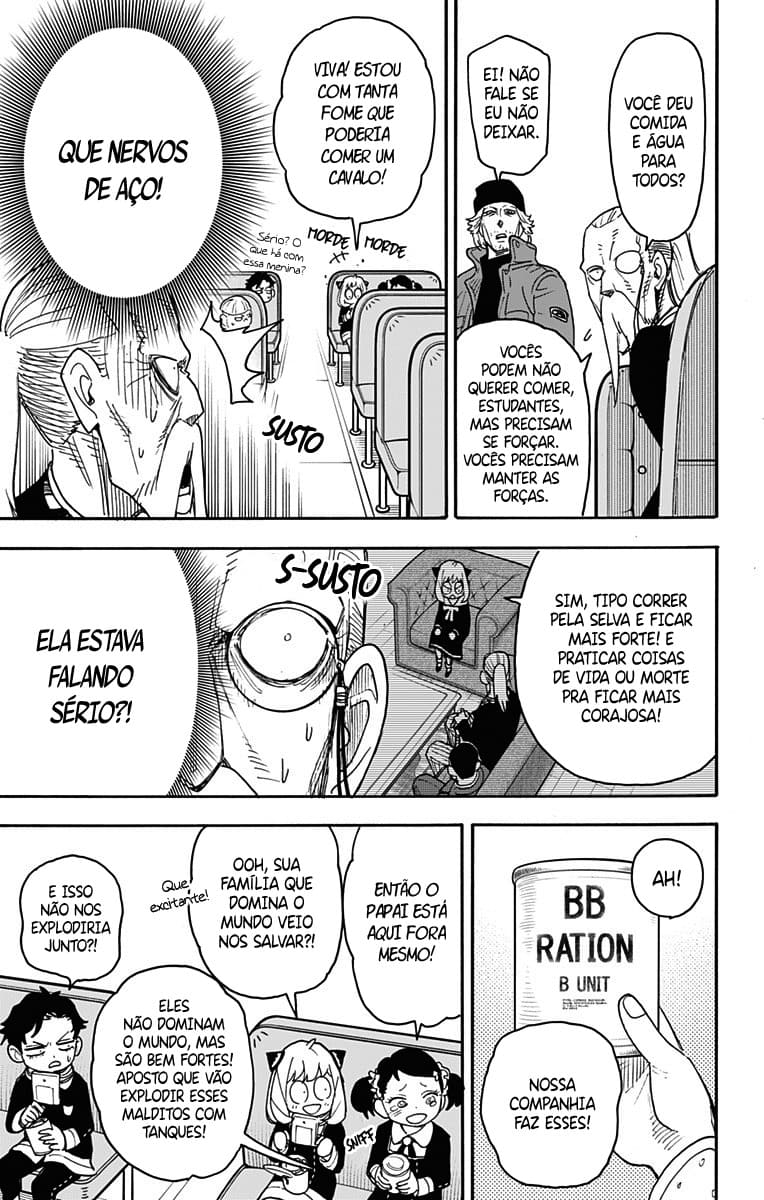 VOCÊ DEU
COMIDA
E ÁGUA
PARA
TODOS?
EI! NÃO
FALE SE
EU NÃO
DEIXAR.
VOCÊS
PODEM NÃO
QUERER COMER,
ESTUDANTES,
MAS PRECISAM
SE FORÇAR.
VOCÊS PRECISAM
MANTER AS
FORÇAS.
VIVA! ESTOU
COM TANTA
FOME QUE
PODERIA
COMER UM
CAVALO!
MORDE
MORDE
Sério? O
que há com
essa menina?
QUE NERVOS
DE AÇO!
SUSTO
SIM, TIPO CORRER
PELA SELVA E FICAR
MAIS FORTE! E
PRATICAR COISAS
DE VIDA OU MORTE
PRA FICAR MAIS
CORAJOSA!
S-SUSTO
ELA ESTAVA
FALANDO
SÉRIO?!
AH!
BB
RATION
B UNIT
NOSSA
COMPANHIA
FAZ ESSES!
ENTÃO O
PAPAI ESTÁ
AQUI FORA
MESMO!
OOH, SUA
FAMÍLIA QUE
DOMINA O
MUNDO VEIO
NOS SALVAR?!
Que
excitante!
SNIFF
ELES
NÃO DOMINAM
O MUNDO, MAS
SÃO BEM FORTES!
APOSTO QUE VÃO
EXPLODIR ESSES
MALDITOS COM
TANQUES!
E ISSO
NÃO NOS
EXPLODIRIA
JUNTO?!